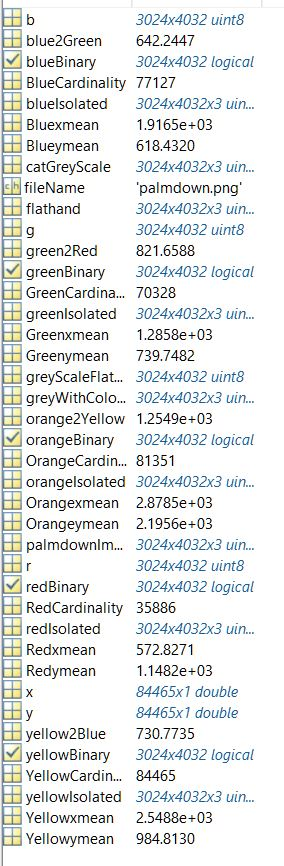 b 3024x4032 uint8
blue2Green 642.2447
blueBinary 3024x4032 logical
BlueCardinality 77127
blueIsolated 3024x4032x3 uin...
Bluexmean 1.9165e+03
Blueymean 618.4320
catGreyScale 3024x4032x3 uin...
ch fileName 'palmdown.png'
flathand 3024x4032x3 uin...
g 3024x4032 uint8
green2Red 821.6588
greenBinary 3024x4032 logical
GreenCardina... 70328
greenIsolated 3024x4032x3 uin...
Greenxmean 1.2858e+03
Greenymean 739.7482
greyScaleFlat... 3024x4032 uint8
greyWithColo... 3024x4032x3 uin...
orange2Yellow 1.2549e+03
orangeBinary 3024x4032 logical
OrangeCardin... 81351
orangeIsolated 3024x4032x3 uin...
Orangexmean 2.8785e+03
Orangeymean 2.1956e+03
palmdownIm... 3024x4032x3 uin...
r 3024x4032 uint8
redBinary 3024x4032 logical
RedCardinality 35886
redIsolated 3024x4032x3 uin...
Redxmean 572.8271
Redymean 1.1482e+03
x 84465x1 double
y 84465x1 double
yellow2Blue 730.7735
yellowBinary 3024x4032 logical
YellowCardin... 84465
yellowIsolated 3024x4032x3 uin...
Yellowxmean 2.5488e+03
Yellowymean 984.8130